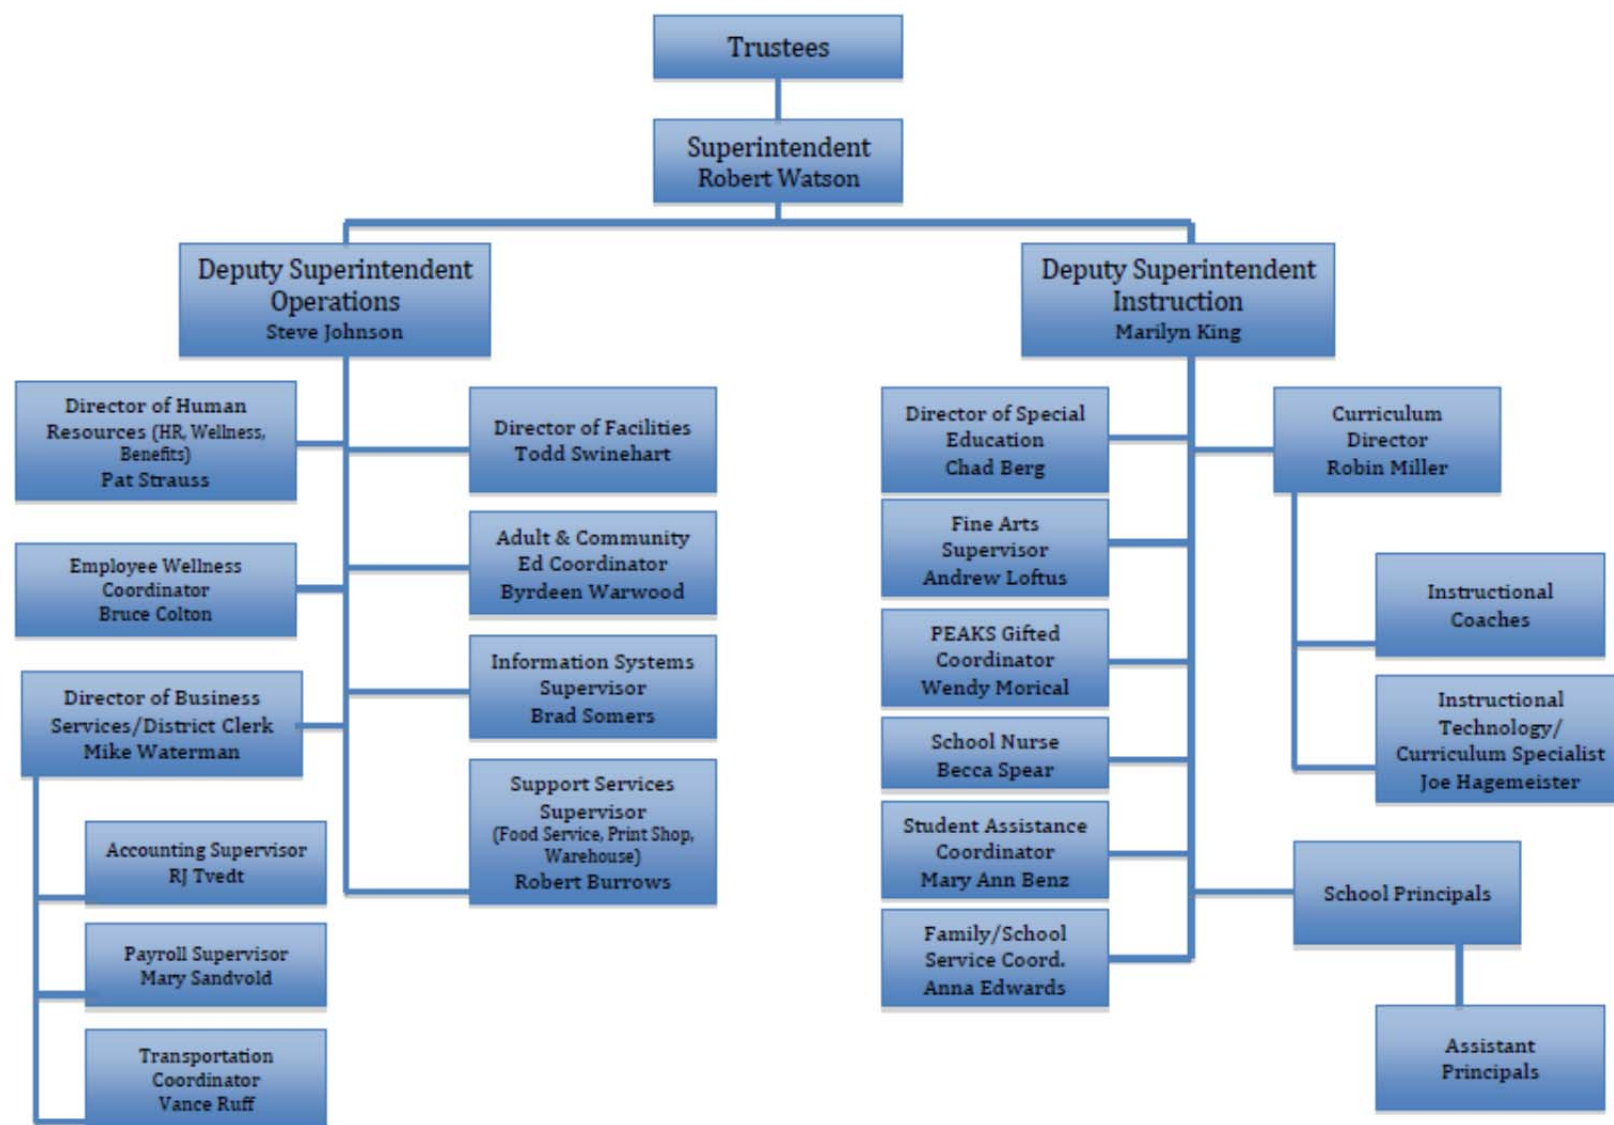 Trustees
Superintendent
Robert Watson
Deputy Superintendent
Operations
Steve Johnson
Deputy Superintendent
Instruction
Marilyn King
Director of Human
Resources (HR, Wellness,
Benefits)
Pat Strauss
Employee Wellness
Coordinator
Bruce Colton
Director of Business
Services/District Clerk
Mike Waterman
Accounting Supervisor
RJ Tvedt
Payroll Supervisor
Mary Sandvold
Transportation
Coordinator
Vance Ruff
Director of Facilities
Todd Swinehart
Adult & Community
Ed Coordinator
Byrdeen Warwood
Information Systems
Supervisor
Brad Somers
Support Services
Supervisor
(Food Service, Print Shop,
Warehouse)
Robert Burrows
Director of Special
Education
Chad Berg
Fine Arts
Supervisor
Andrew Loftus
PEAKS Gifted
Coordinator
Wendy Morical
School Nurse
Becca Spear
Student Assistance
Coordinator
Mary Ann Benz
Family/School
Service Coord.
Anna Edwards
Curriculum
Director
Robin Miller
Instructional
Coaches
Instructional
Technology/
Curriculum Specialist
Joe Hagemeister
School Principals
Assistant
Principals